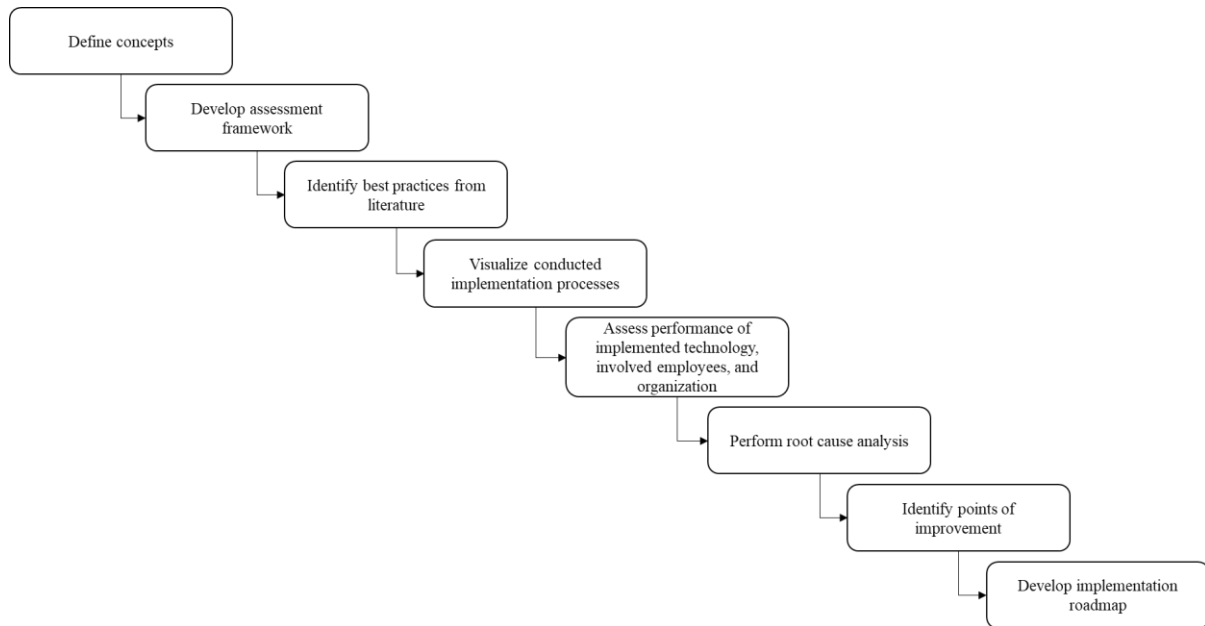 Define concepts
Develop assessment
framework
Identify best practices from
literature
Visualize conducted
implementation processes
Assess performance of
implemented technology,
involved employees, and
organization
Perform root cause analysis
Identify points of
improvement
Develop implementation
roadmap